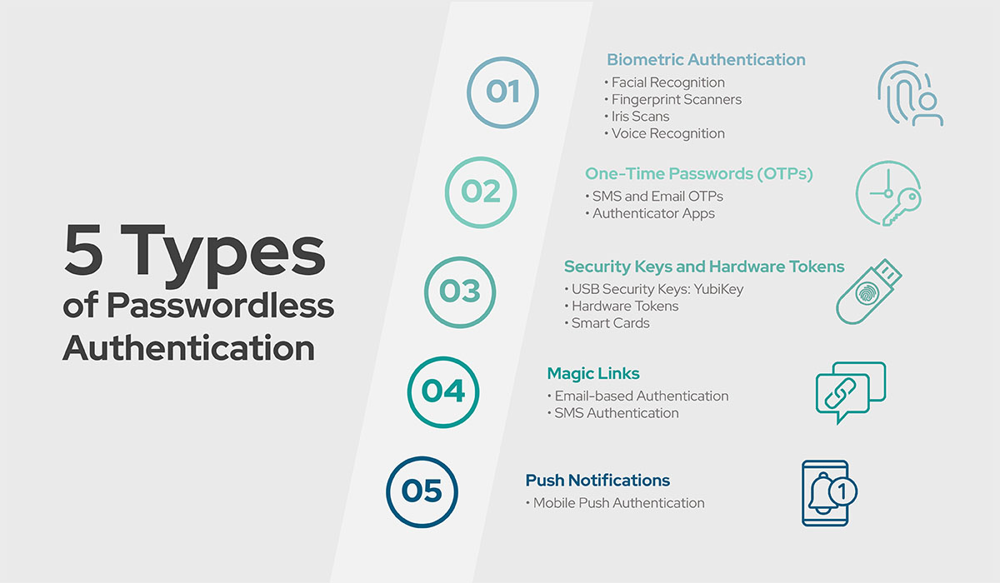 5 Types
of Passwordless
Authentication
01
Biometric Authentication
• Facial Recognition
• Fingerprint Scanners
• Iris Scans
• Voice Recognition
02
One-Time Passwords (OTPs)
• SMS and Email OTPs
• Authenticator Apps
03
Security Keys and Hardware Tokens
• USB Security Keys: YubiKey
• Hardware Tokens
• Smart Cards
04
Magic Links
• Email-based Authentication
• SMS Authentication
05
Push Notifications
• Mobile Push Authentication
1